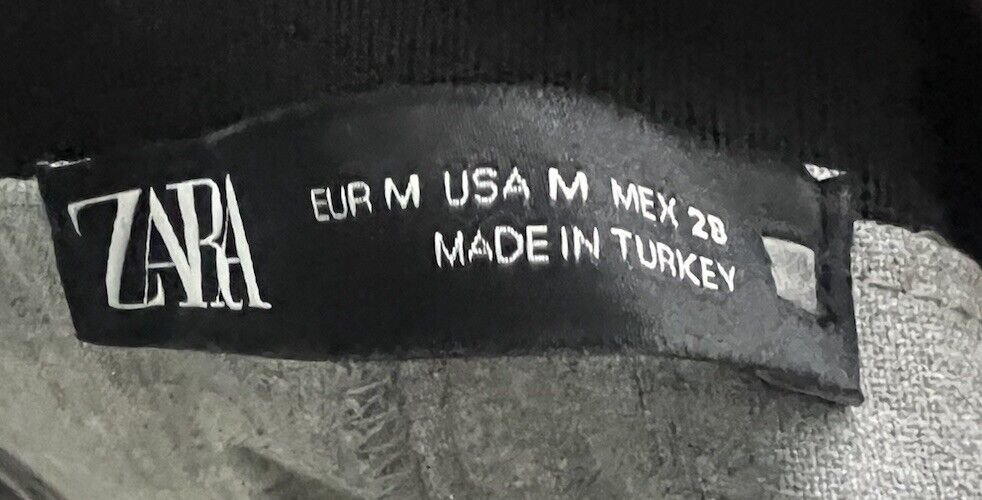 ZARA
EUR M USA M MEX 28
MADE IN TURKEY